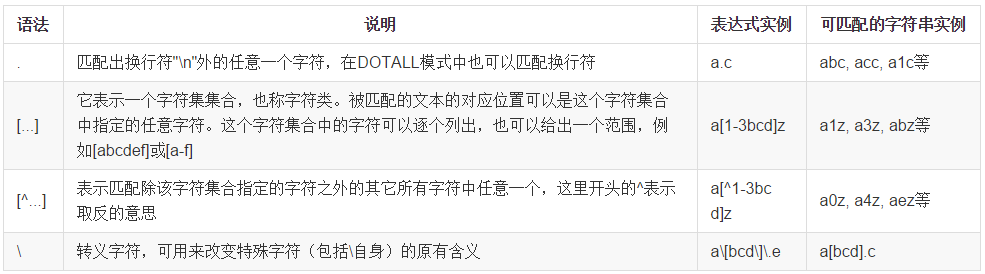 语法 说明 表达式实例 可匹配的字符串实例
. 匹配出换行符"\n"外的任意一个字符，在DOTALL模式中也可以匹配换行符 a.c abc, acc, a1c等
它表示一个字符集集合，也称字符类。被匹配的文本的对应位置可以是这个字符集合
[...] 中指定的任意字符。这个字符集合中的字符可以逐个列出，也可以给出一个范围，例 a[1-3bcd]z a1z, a3z, abz等
如[abcdef]或[a-f]
[^...] 表示匹配除该字符集合指定的字符之外的其它所有字符中任意一个，这里开头的^表示 a[^1-3bc a0z, a4z, aez等
取反的意思 d]z
\ 转义字符，可用来改变特殊字符（包括\自身）的原有含义 a\[bcd\]\.e a[bcd].c